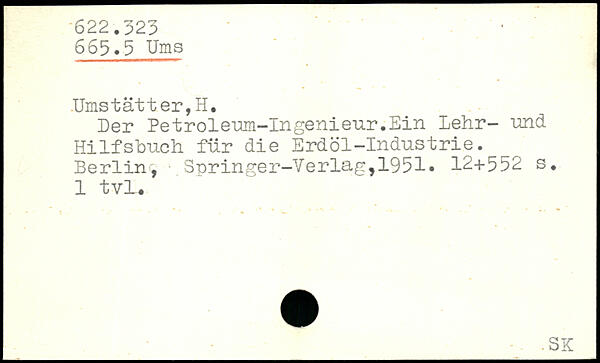 622.323
665.5 Ums
Umstätter,H.
Der Petroleum-Ingenieur.Ein Lehr- und
Hilfsbuch für die Erdöl-Industrie.
Berlin, Springer-Verlag,1951. 12+552 s.
1 tvl.
SK